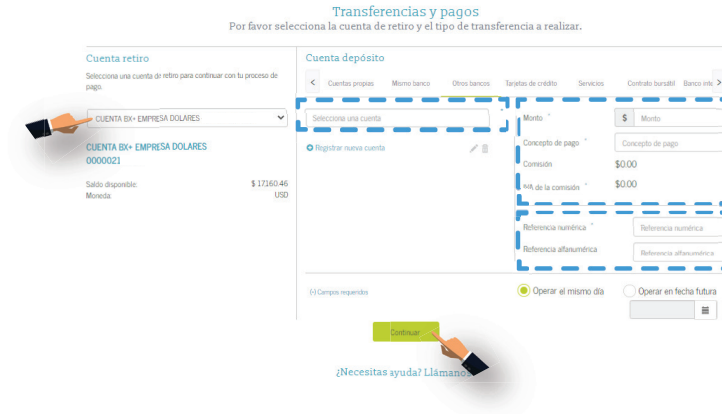 Transferencias y pagos
Por favor selecciona la cuenta de retiro y el tipo de transferencia a realizar.
Cuenta retiro
Selecciona una cuenta de retiro para continuar con tu proceso de
pago.
CUENTA BX+ EMPRESA DOLARES
CUENTA BX+ EMPRESA DOLARES
0000021
Saldo disponible: $ 17,160.46
Moneda: USD
Cuenta depósito
< Cuentas propias Mismo banco Otros bancos Tarjetas de crédito Servicios Contrato bursátil Banco inte >
Selecciona una cuenta *
Registrar nueva cuenta
Monto * $ Monto
Concepto de pago * Concepto de pago
Comisión $0.00
IVA de la comisión * $0.00
Referencia numérica * Referencia numérica
Referencia alfanumérica Referencia alfanumérica
(*) Campos requeridos
Operar el mismo día Operar en fecha futura
Continuar
¿Necesitas ayuda? Llámanos